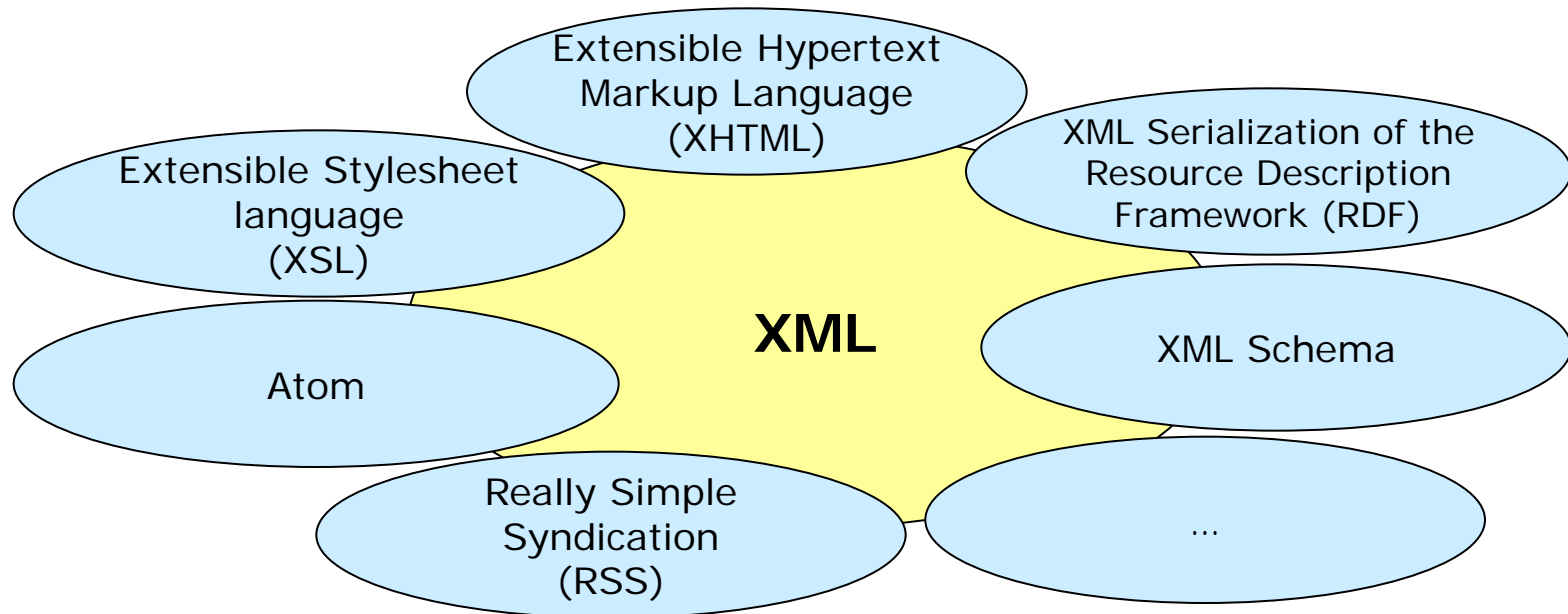 Extensible Hypertext
Markup Language
(XHTML)
XML Serialization of the
Resource Description
Framework (RDF)
Extensible Stylesheet
language
(XSL)
XML
XML Schema
Atom
Really Simple
Syndication
(RSS)
...